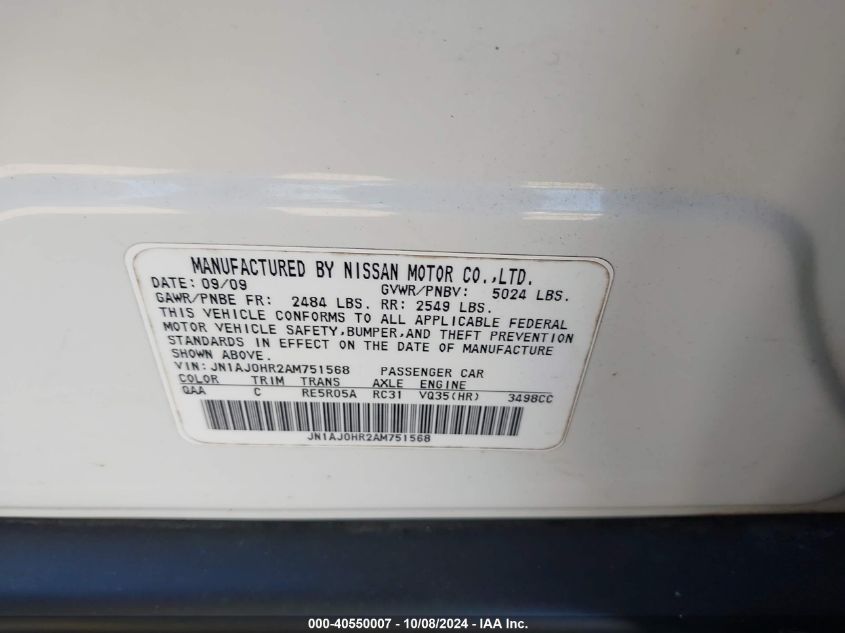 MANUFACTURED BY NISSAN MOTOR CO.,LTD.
DATE: 09/09 GVWR/PNBV: 5024 LBS.
GAWR/PNBE FR: 2484 LBS. RR: 2549 LBS.
THIS VEHICLE CONFORMS TO ALL APPLICABLE FEDERAL
MOTOR VEHICLE SAFETY,BUMPER,AND THEFT PREVENTION
STANDARDS IN EFFECT ON THE DATE OF MANUFACTURE
SHOWN ABOVE.
VIN: JN1AJ0HR2AM751568 PASSENGER CAR
COLOR TRIM TRANS AXLE ENGINE
QAA C RE5R05A RC31 VQ35(HR) 3498CC
JN1AJ0HR2AM751568
000-40550007 - 10/08/2024 - IAA Inc.